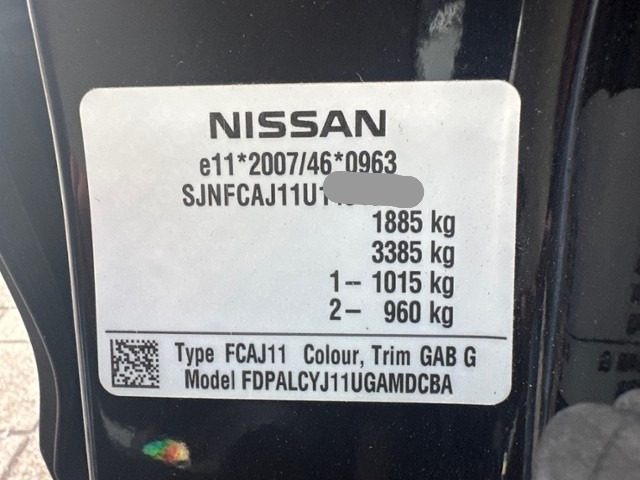 NISSAN
e11*2007/46*0963
SJNFCAJ11U1
1885 kg
3385 kg
1– 1015 kg
2– 960 kg
Type FCAJ11 Colour, Trim GAB G
Model FDPALCYJ11UGAMDCBA